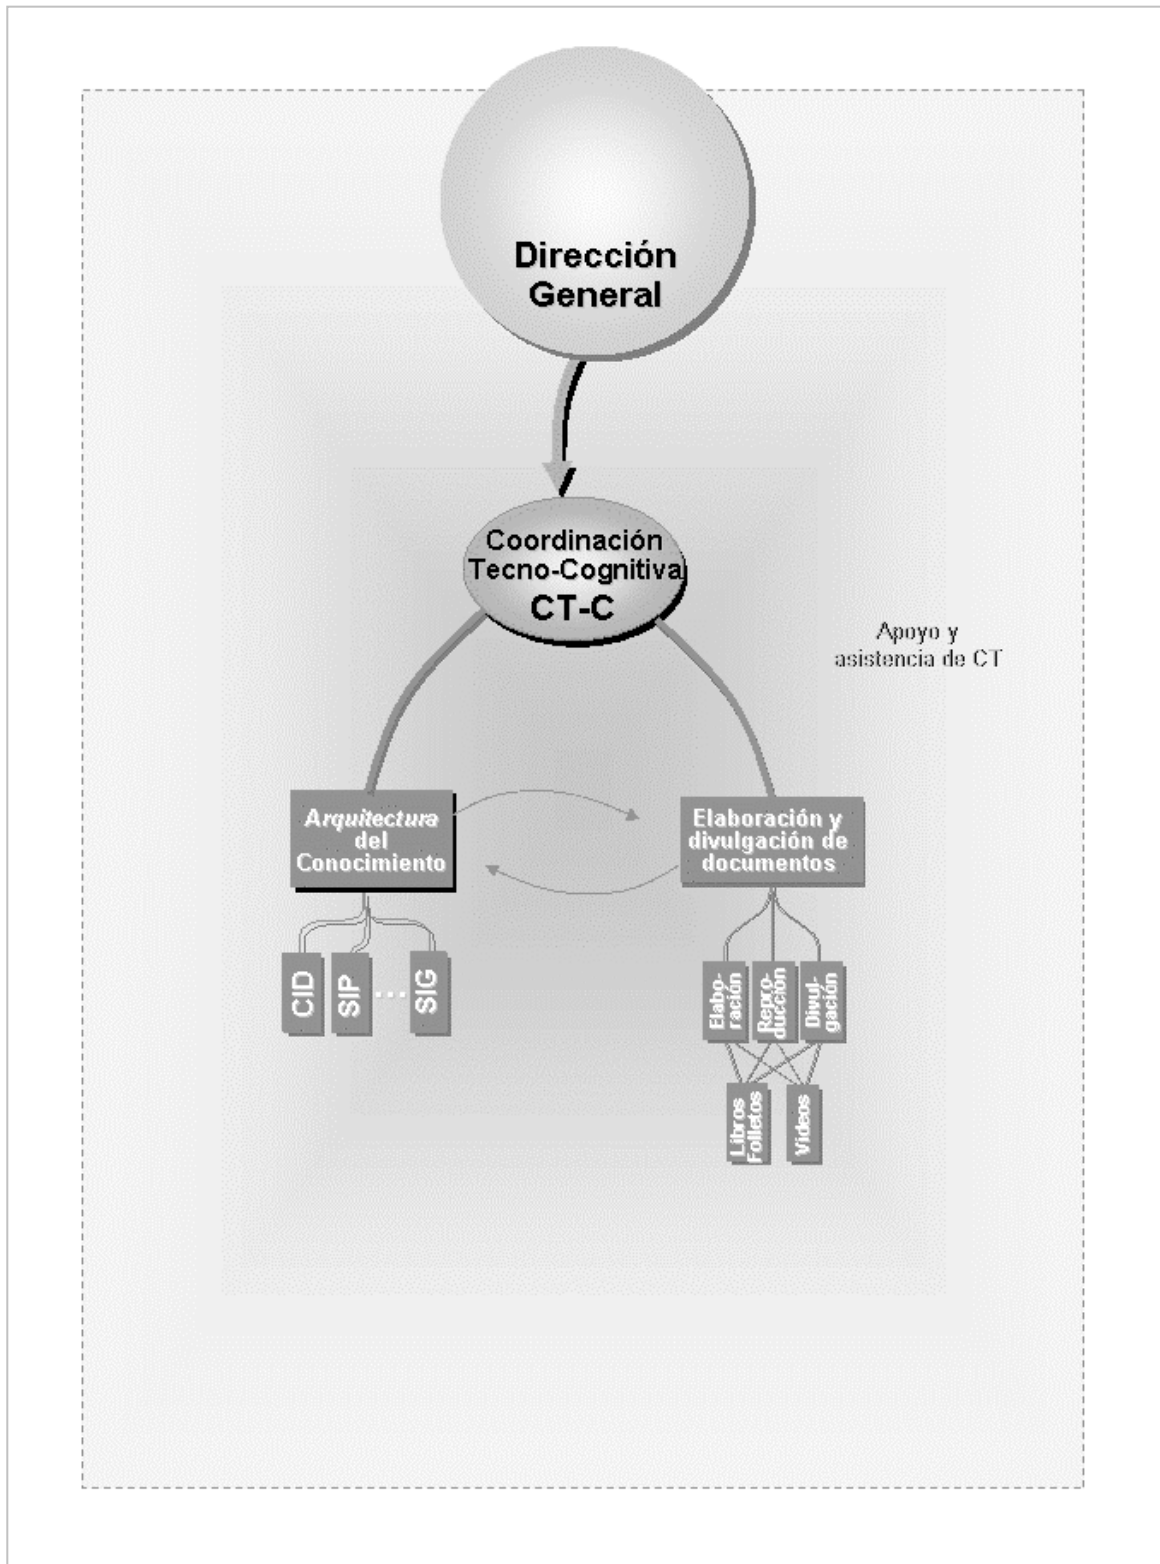 Dirección
General
Coordinación
Tecno-Cognitiva
CT-C
Apoyo y
asistencia de CT
Arquitectura
del
Conocimiento
Elaboración y
divulgación de
documentos
CID
SIP
...
SIG
Elabo-
ración
Repro-
ducción
Divul-
gación
Libros
Folletos
Videos